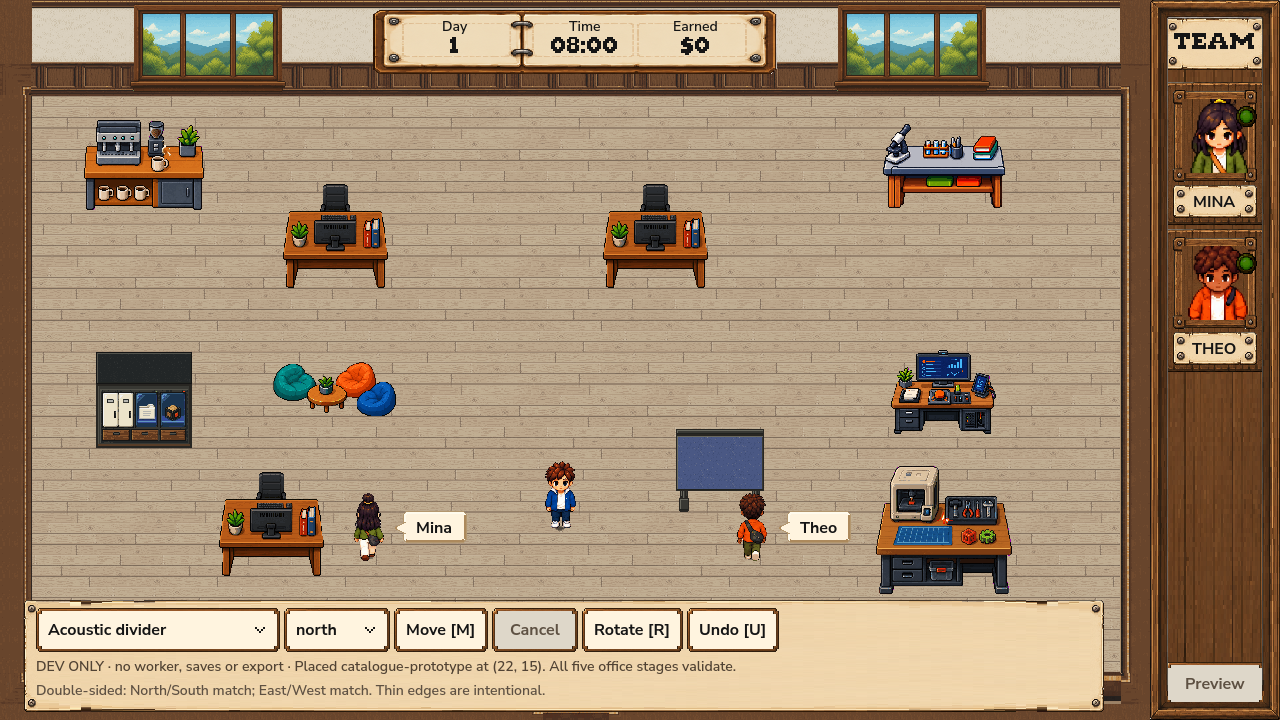 Day
1
Time
08:00
Earned
$0
TEAM
MINA
THEO
Mina
Theo
Acoustic divider
north
Move [M]
Cancel
Rotate [R]
Undo [U]
DEV ONLY · no worker, saves or export · Placed catalogue-prototype at (22, 15). All five office stages validate.
Double-sided: North/South match; East/West match. Thin edges are intentional.
Preview